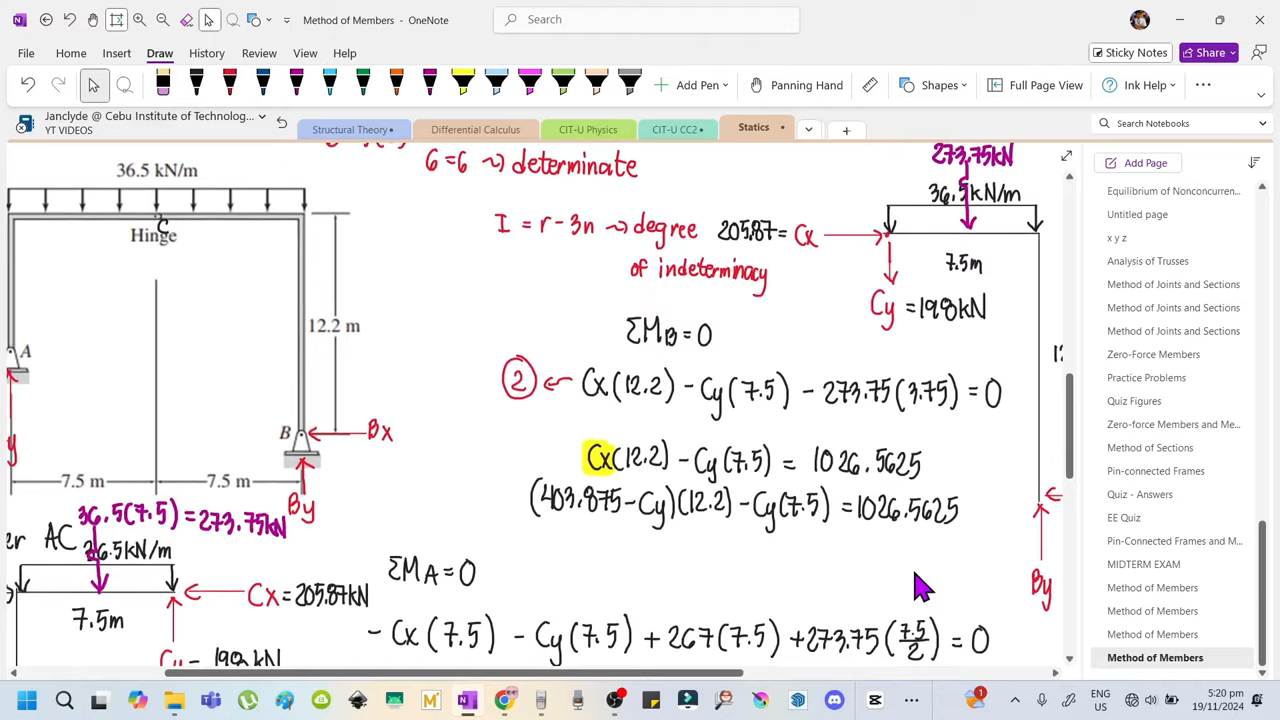 Method of Members - OneNote
Search
File Home Insert Draw History Review View Help
Sticky Notes
Share
Add Pen
Panning Hand
Shapes
Full Page View
Ink Help
Janclyde @ Cebu Institute of Technolog...
YT VIDEOS
Structural Theory
Differential Calculus
CIT-U Physics
CIT-U CC2
Statics
Search Notebooks
Add Page
Equilibrium of Nonconcurren...
Untitled page
x y z
Analysis of Trusses
Method of Joints and Sections
Method of Joints and Sections
Method of Joints and Sections
Zero-Force Members
Practice Problems
Quiz Figures
Zero-force Members and Me...
Method of Sections
Pin-connected Frames
Quiz - Answers
EE Quiz
Pin-Connected Frames and M...
MIDTERM EXAM
Method of Members
Method of Members
Method of Members
Method of Members
36.5 kN/m
C
Hinge
12.2 m
A
B
Bx
By
y
7.5 m
7.5 m
6=6 ↝ determinate
I = r - 3n ↝ degree
of indeterminacy
273.75kN
36.5kN/m
205.87 = Cx
7.5m
Cy = 198kN
By
ΣMB = 0
② ← Cx(12.2) - Cy(7.5) - 273.75(3.75) = 0
Cx(12.2) - Cy(7.5) = 1026.5625
(403.875 - Cy)(12.2) - Cy(7.5) = 1026.5625
36.5(7.5) = 273.75kN
er AC
36.5kN/m
Cx = 205.87kN
7.5m
Cy = 198kN
ΣMA = 0
- Cx(7.5) - Cy(7.5) + 267(7.5) + 273.75(7.5/2) = 0
ENG
PH
5:20 pm
19/11/2024